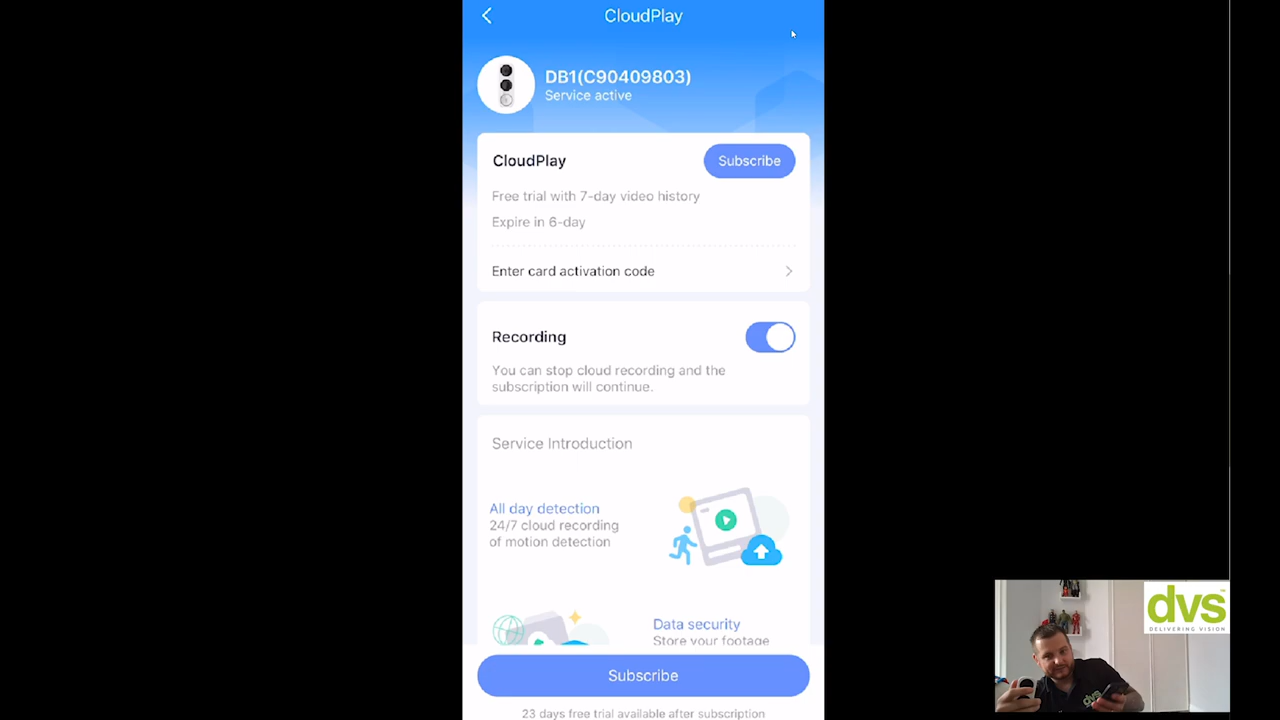 CloudPlay
DB1(C90409803)
Service active
CloudPlay
Subscribe
Free trial with 7-day video history
Expire in 6-day
Enter card activation code
Recording
You can stop cloud recording and the
subscription will continue.
Service Introduction
All day detection
24/7 cloud recording
of motion detection
Data security
Store your footage
Subscribe
23 days free trial available after subscription
dvs
DELIVERING VISION
dvs